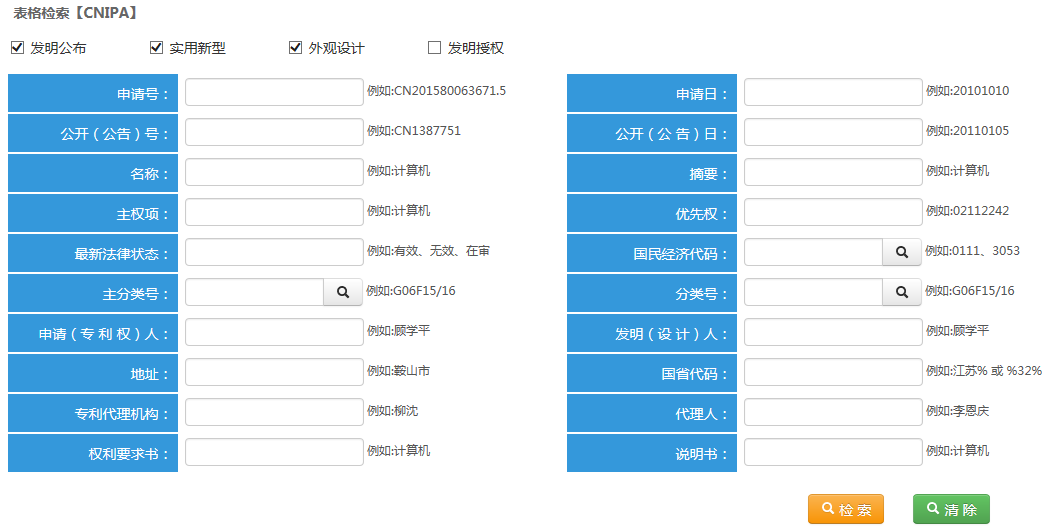 表格检索【CNIPA】
发明公布 实用新型 外观设计 发明授权
申请号： 例如:CN201580063671.5 申请日： 例如:20101010
公开（公告）号： 例如:CN1387751 公开（公 告）日： 例如:20110105
名称： 例如:计算机 摘要： 例如:计算机
主权项： 例如:计算机 优先权： 例如:02112242
最新法律状态： 例如:有效、无效、在审 国民经济代码： 例如:0111、3053
主分类号： 例如:G06F15/16 分类号： 例如:G06F15/16
申请（专 利 权）人： 例如:顾学平 发明（设 计）人： 例如:顾学平
地址： 例如:鞍山市 国省代码： 例如:江苏% 或 %32%
专利代理机构： 例如:柳沈 代理人： 例如:李恩庆
权利要求书： 例如:计算机 说明书： 例如:计算机
检 索 清 除